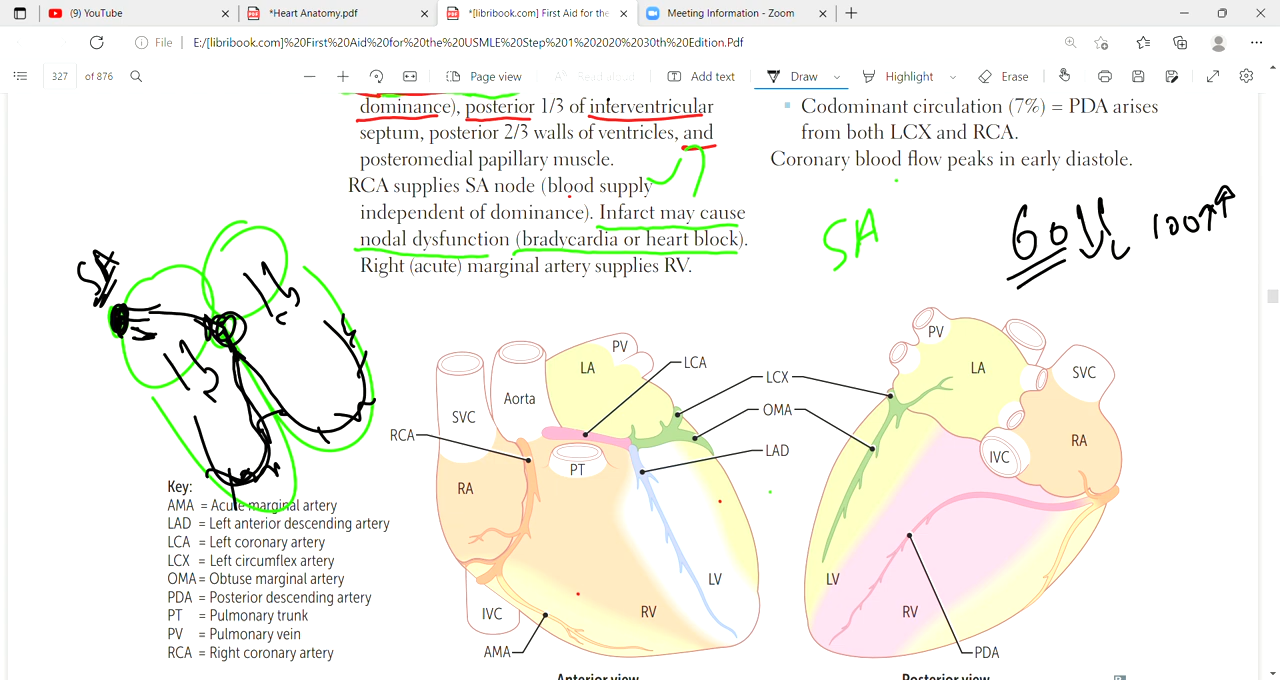 (9) YouTube
*Heart Anatomy.pdf
*[libribook.com] First Aid for the
Meeting Information - Zoom
File
E:/[libribook.com]%20First%20Aid%20for%20the%20USMLE%20Step%201%202020%2030th%20Edition.Pdf
327 of 876
Page view
Read aloud
Add text
Draw
Highlight
Erase
dominance), posterior 1/3 of interventricular
septum, posterior 2/3 walls of ventricles, and
posteromedial papillary muscle.
RCA supplies SA node (blood supply
independent of dominance). Infarct may cause
nodal dysfunction (bradycardia or heart block).
Right (acute) marginal artery supplies RV.
Codominant circulation (7%) = PDA arises
from both LCX and RCA.
Coronary blood flow peaks in early diastole.
SA
60
100
SA
Key:
AMA = Acute marginal artery
LAD = Left anterior descending artery
LCA = Left coronary artery
LCX = Left circumflex artery
OMA = Obtuse marginal artery
PDA = Posterior descending artery
PT = Pulmonary trunk
PV = Pulmonary vein
RCA = Right coronary artery
PV
LA
LCA
SVC
Aorta
RCA
PT
RA
LCX
OMA
LAD
LV
RV
IVC
AMA
Anterior view
PV
LA
SVC
RA
IVC
LV
RV
PDA
Posterior view